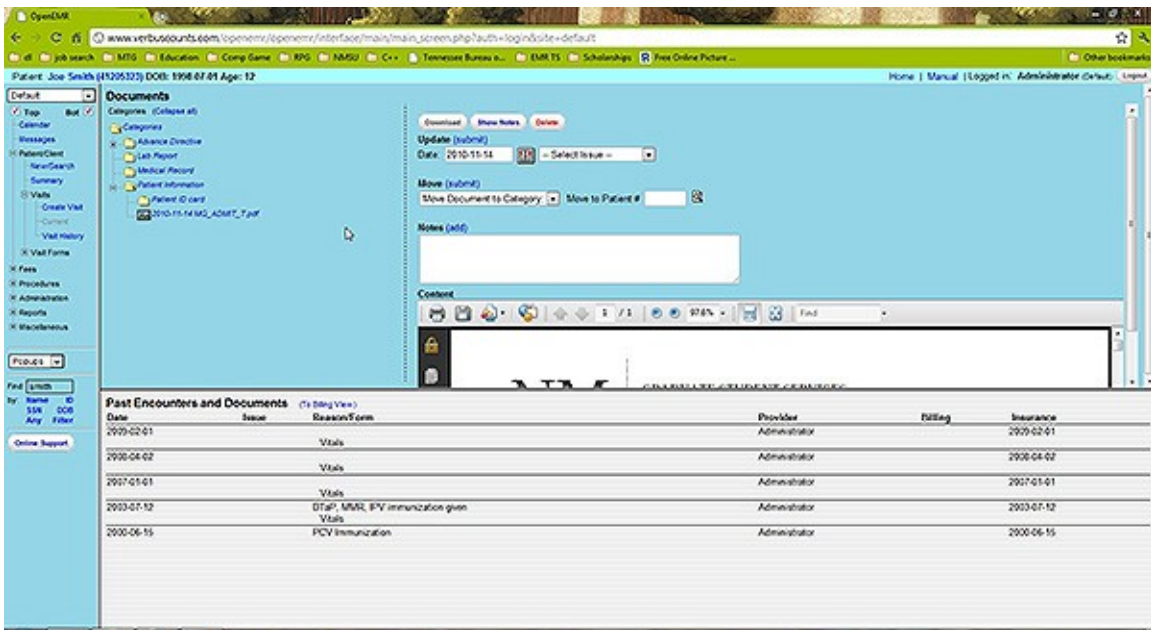 OpenEMR
www.verbuscounts.com/openemr/openemr/interface/main/main_screen.php?auth=login&site=default
dl job search MTG Education Comp Game RPG NMSU C++ Tennessee Bureau o... EMR TS Scholarships Free Online Picture ... Other bookmarks
Patient: Joe Smith (41205323) DOB: 1998-07-01 Age: 12 Home | Manual | Logged in: Administrator (Default) Logout
Default
Top Bot
Calendar
Messages
Patient/Client
New/Search
Summary
Visits
Create Visit
Current
Visit History
Visit Forms
Fees
Procedures
Administration
Reports
Miscellaneous
Popups
Find smith
by: Name ID
SSN DOB
Any Filter
Online Support
Documents
Categories (Collapse all)
Categories
Advance Directive
Lab Report
Medical Record
Patient Information
Patient ID card
2010-11-14 MG_ADMIT_T.pdf
Download Show Notes Delete
Update (submit)
Date: 2010-11-14 -- Select Issue --
Move (submit)
Move Document to Category: Move to Patient #
Notes (add)
Content
1 / 1 97.6% Find
GRADUATE STUDENT SERVICES
Past Encounters and Documents (To Billing View)
Date Issue Reason/Form Provider Billing Insurance
2009-02-01 Administrator 2009-02-01
Vitals
2008-04-02 Administrator 2008-04-02
Vitals
2007-01-01 Administrator 2007-01-01
Vitals
2003-07-12 DTaP, MMR, IPV immunization given Administrator 2003-07-12
Vitals
2000-06-15 PCV Immunization Administrator 2000-06-15